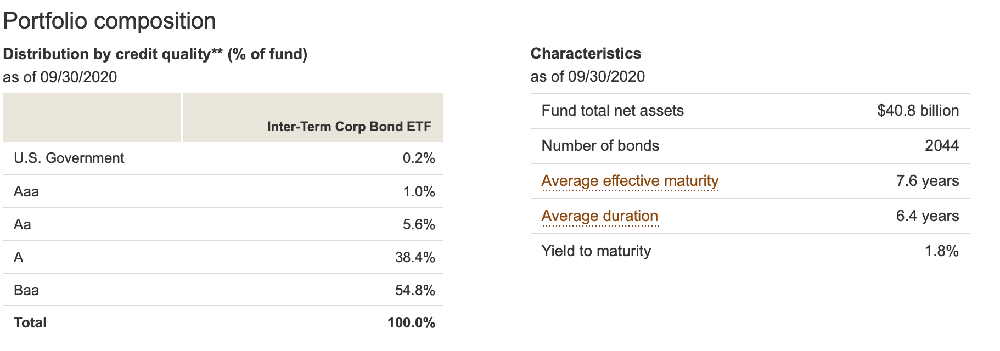 Portfolio composition
Distribution by credit quality** (% of fund)
as of 09/30/2020
Inter-Term Corp Bond ETF
U.S. Government 0.2%
Aaa 1.0%
Aa 5.6%
A 38.4%
Baa 54.8%
Total 100.0%
Characteristics
as of 09/30/2020
Fund total net assets $40.8 billion
Number of bonds 2044
Average effective maturity 7.6 years
Average duration 6.4 years
Yield to maturity 1.8%